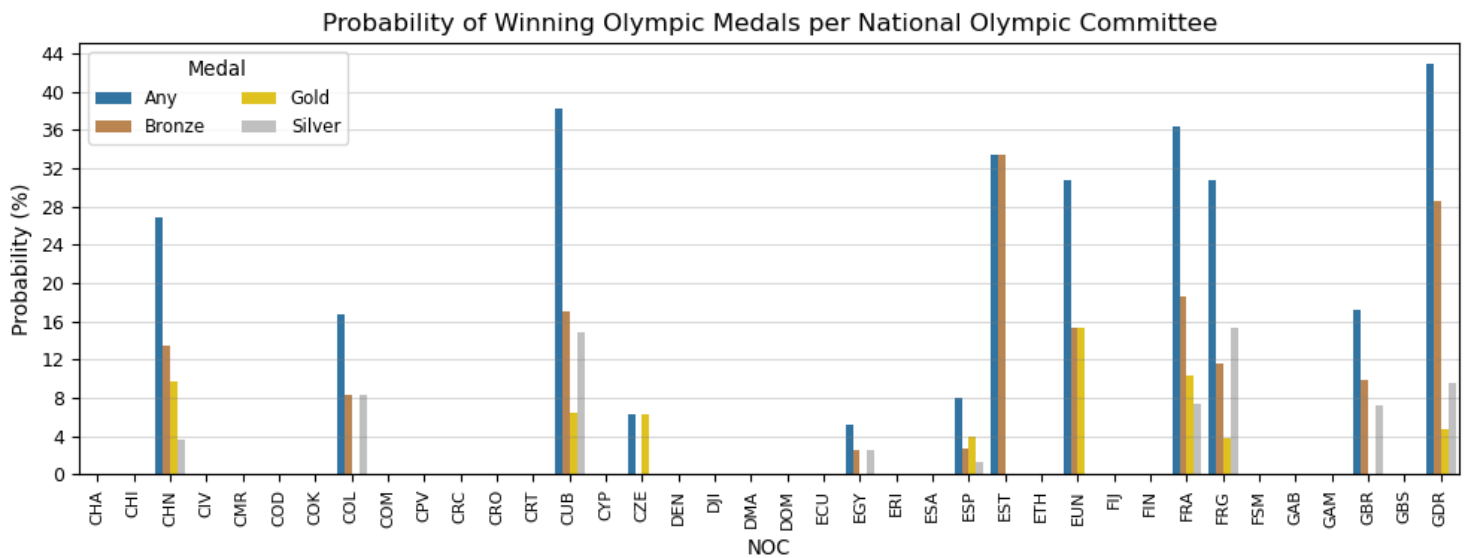 Probability of Winning Olympic Medals per National Olympic Committee
Medal
Any Gold
Bronze Silver
Probability (%)
44
40
36
32
28
24
20
16
12
8
4
0
CHA CHI CHN CIV CMR COD COK COL COM CPV CRC CRO CRT CUB CYP CZE DEN DJI DMA DOM ECU EGY ERI ESA ESP EST ETH EUN FIJ FIN FRA FRG FSM GAB GAM GBR GBS GDR
NOC